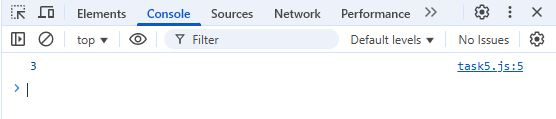 Elements Console Sources Network Performance
top Filter Default levels No Issues
3 task5.js:5